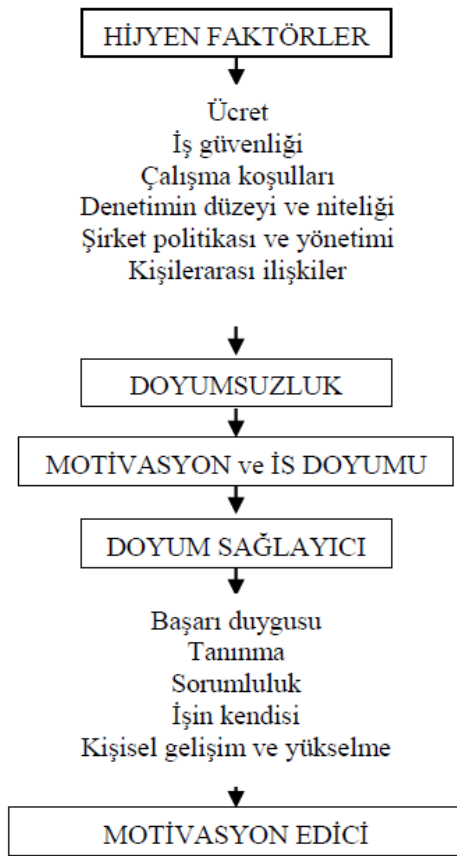 HİJYEN FAKTÖRLER
Ücret
İş güvenliği
Çalışma koşulları
Denetimin düzeyi ve niteliği
Şirket politikası ve yönetimi
Kişilerarası ilişkiler
DOYUMSUZLUK
MOTİVASYON ve İS DOYUMU
DOYUM SAĞLAYICI
Başarı duygusu
Tanınma
Sorumluluk
İşin kendisi
Kişisel gelişim ve yükselme
MOTİVASYON EDİCİ